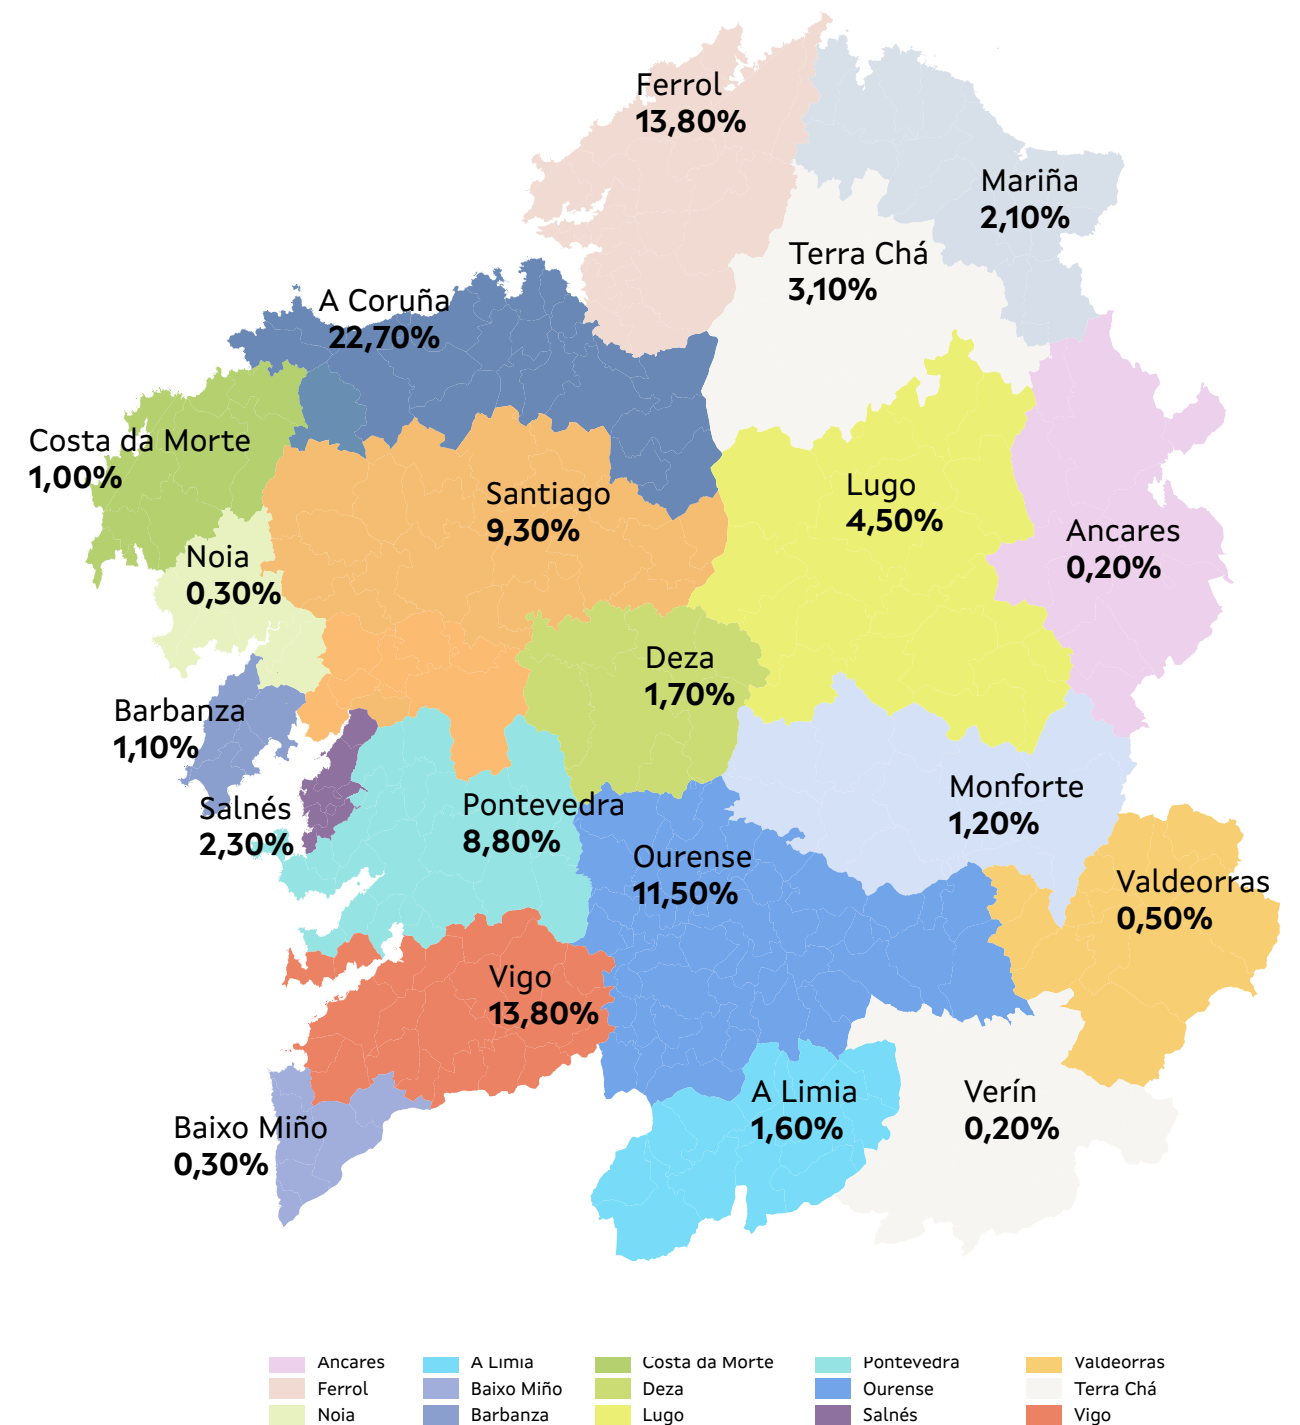 Ferrol
13,80%
Mariña
2,10%
Terra Chá
3,10%
A Coruña
22,70%
Costa da Morte
1,00%
Santiago
9,30%
Lugo
4,50%
Ancares
0,20%
Noia
0,30%
Deza
1,70%
Barbanza
1,10%
Salnés
2,30%
Pontevedra
8,80%
Monforte
1,20%
Ourense
11,50%
Valdeorras
0,50%
Vigo
13,80%
A Limia
1,60%
Verín
0,20%
Baixo Miño
0,30%
Ancares A Limia Costa da Morte Pontevedra Valdeorras
Ferrol Baixo Miño Deza Ourense Terra Chá
Noia Barbanza Lugo Salnés Vigo